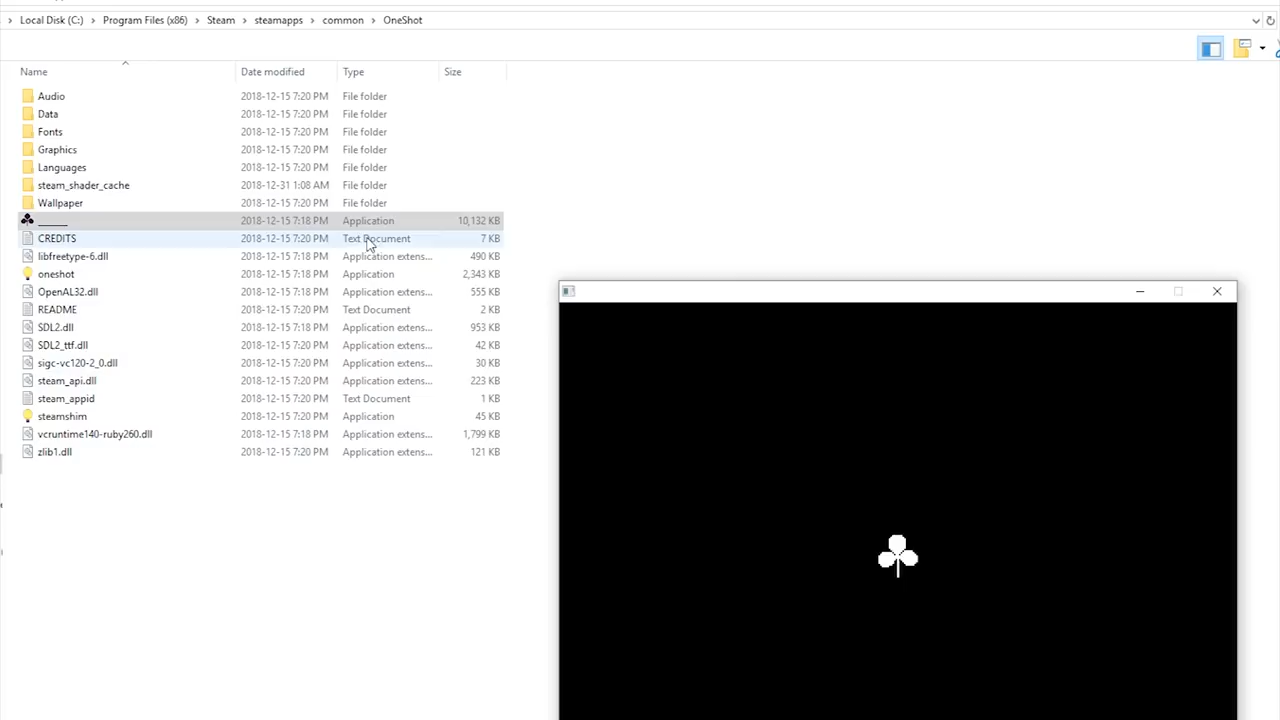 Local Disk (C:) > Program Files (x86) > Steam > steamapps > common > OneShot
Name Date modified Type Size
Audio 2018-12-15 7:20 PM File folder
Data 2018-12-15 7:20 PM File folder
Fonts 2018-12-15 7:20 PM File folder
Graphics 2018-12-15 7:20 PM File folder
Languages 2018-12-15 7:20 PM File folder
steam_shader_cache 2018-12-31 1:08 AM File folder
Wallpaper 2018-12-15 7:20 PM File folder
______ 2018-12-15 7:18 PM Application 10,132 KB
CREDITS 2018-12-15 7:20 PM Text Document 7 KB
libfreetype-6.dll 2018-12-15 7:18 PM Application extens... 490 KB
oneshot 2018-12-15 7:18 PM Application 2,343 KB
OpenAL32.dll 2018-12-15 7:18 PM Application extens... 555 KB
README 2018-12-15 7:20 PM Text Document 2 KB
SDL2.dll 2018-12-15 7:18 PM Application extens... 953 KB
SDL2_ttf.dll 2018-12-15 7:20 PM Application extens... 42 KB
sigc-vc120-2_0.dll 2018-12-15 7:20 PM Application extens... 30 KB
steam_api.dll 2018-12-15 7:20 PM Application extens... 223 KB
steam_appid 2018-12-15 7:20 PM Text Document 1 KB
steamshim 2018-12-15 7:20 PM Application 45 KB
vcruntime140-ruby260.dll 2018-12-15 7:18 PM Application extens... 1,799 KB
zlib1.dll 2018-12-15 7:20 PM Application extens... 121 KB